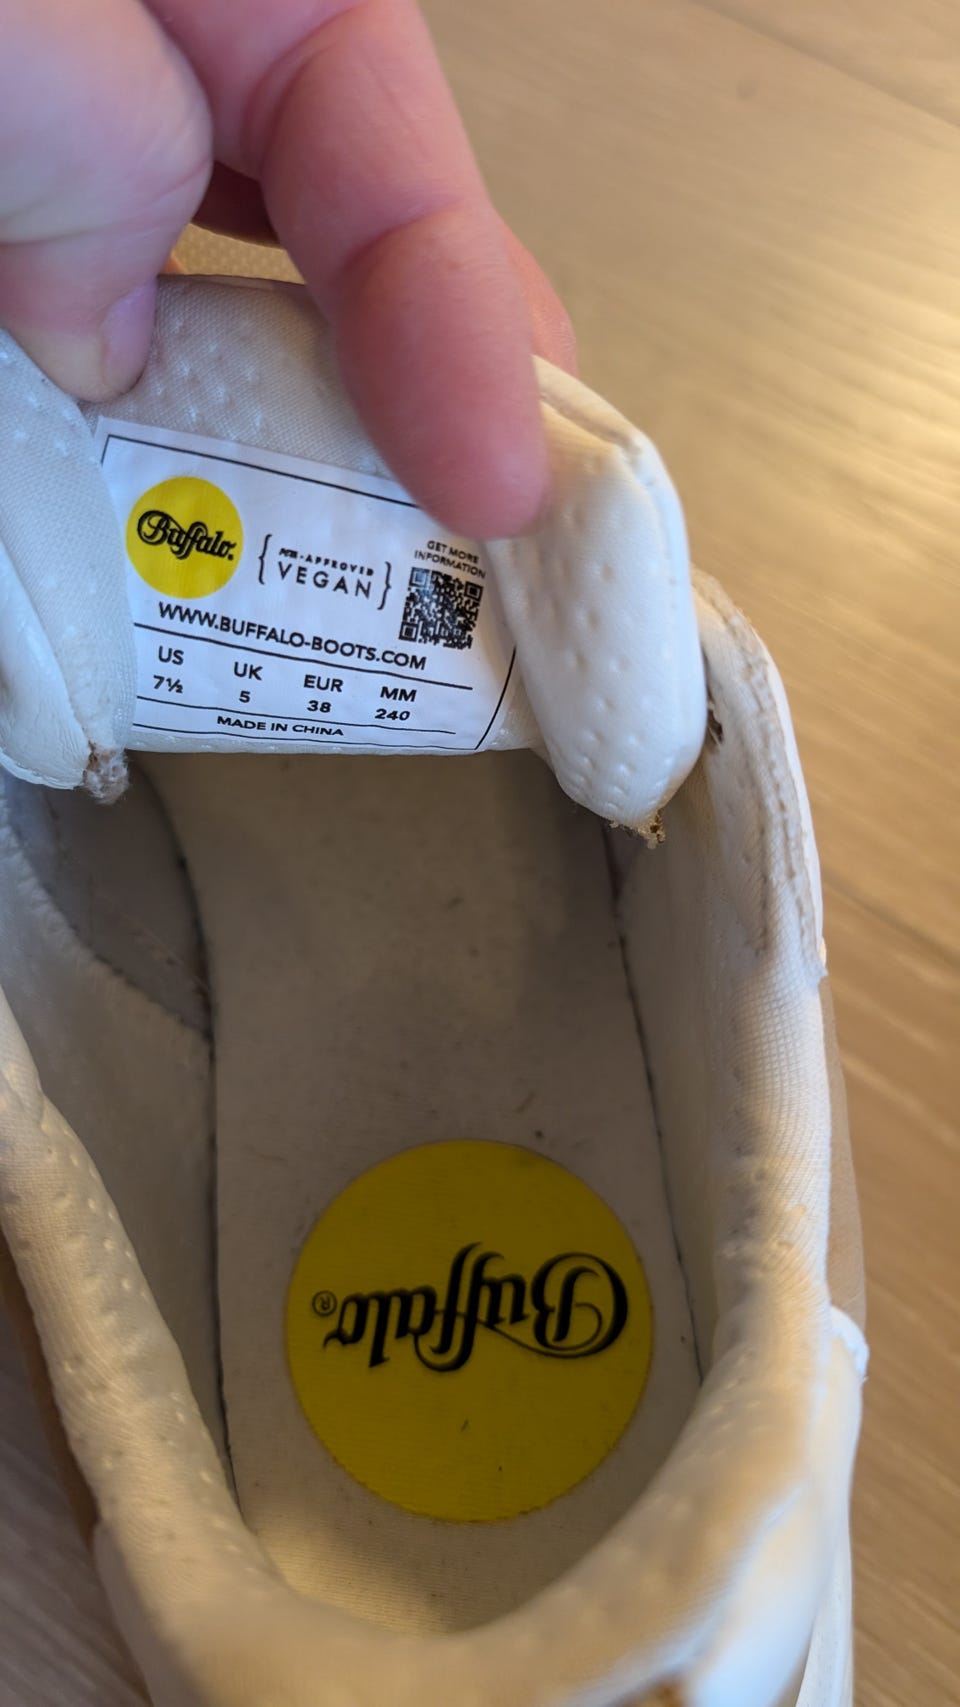 Buffalo®
{ PETA-APPROVED
VEGAN }
GET MORE
INFORMATION
WWW.BUFFALO-BOOTS.COM
US UK EUR MM
7½ 5 38 240
MADE IN CHINA
Buffalo®